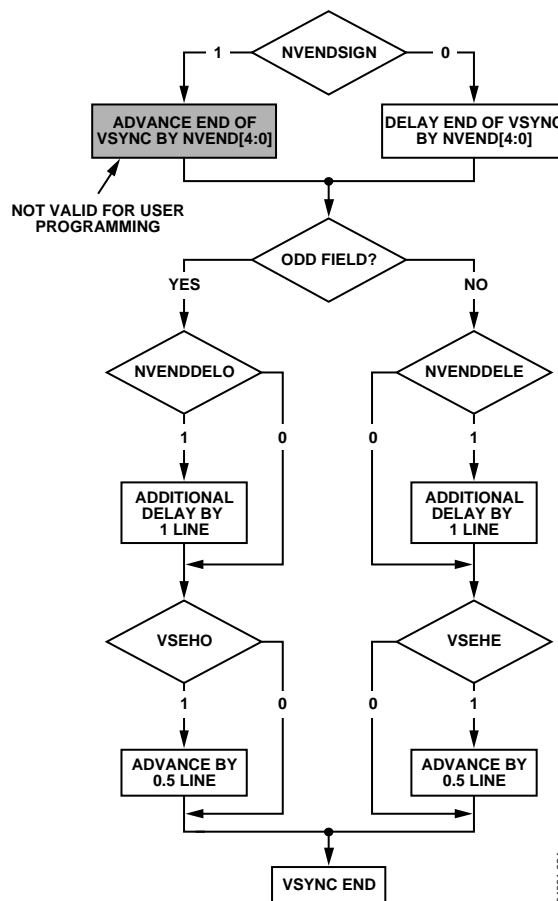 NVENDSIGN
1
0
ADVANCE END OF
VSYNC BY NVEND[4:0]
DELAY END OF VSYNC
BY NVEND[4:0]
NOT VALID FOR USER
PROGRAMMING
ODD FIELD?
YES
NO
NVENDDELO
NVENDDELE
1
0
0
1
ADDITIONAL
DELAY BY
1 LINE
ADDITIONAL
DELAY BY
1 LINE
VSEHO
VSEHE
1
0
0
1
ADVANCE BY
0.5 LINE
ADVANCE BY
0.5 LINE
VSYNC END